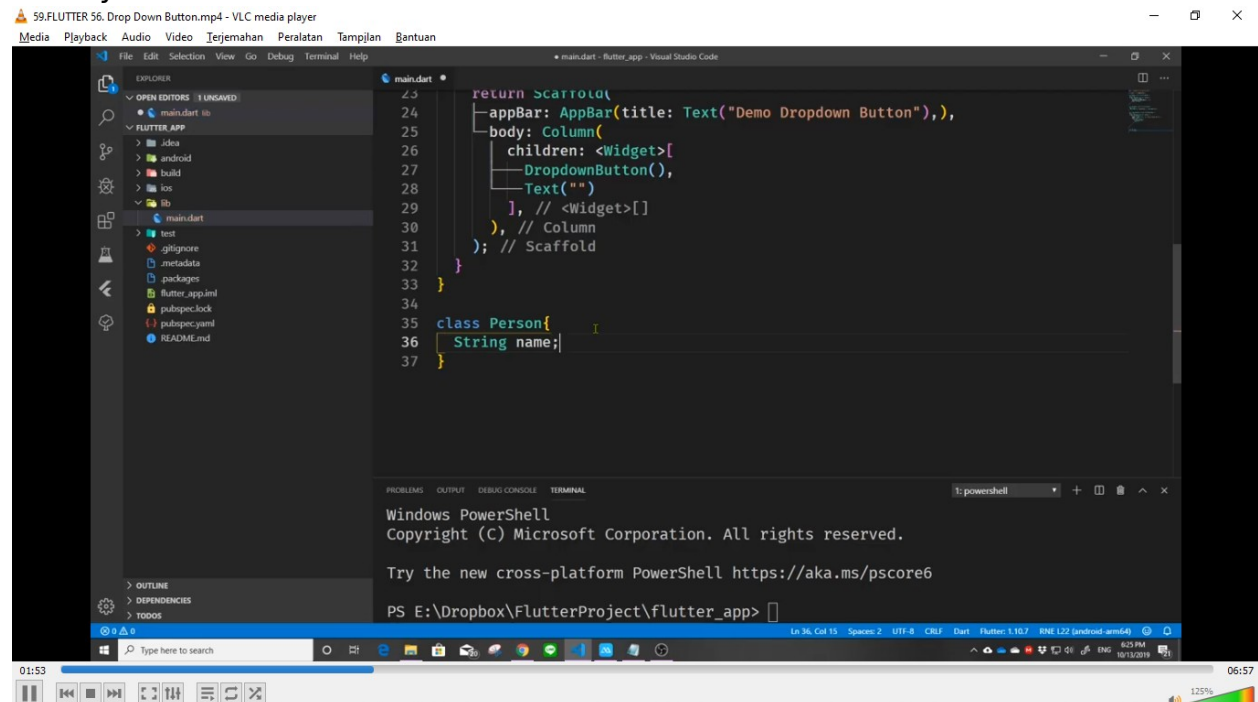 59.FLUTTER 56. Drop Down Button.mp4 - VLC media player
Media Playback Audio Video Terjemahan Peralatan Tampilan Bantuan
File Edit Selection View Go Debug Terminal Help
● main.dart - flutter_app - Visual Studio Code
EXPLORER
OPEN EDITORS 1 UNSAVED
main.dart lib
FLUTTER_APP
.idea
android
build
ios
lib
main.dart
test
.gitignore
.metadata
.packages
flutter_app.iml
pubspec.lock
pubspec.yaml
README.md
OUTLINE
DEPENDENCIES
TODOS
main.dart ●
23 return Scaffold(
24 appBar: AppBar(title: Text("Demo Dropdown Button"),),
25 body: Column(
26 children: <Widget>[
27 DropdownButton(),
28 Text("")
29 ], // <Widget>[]
30 ), // Column
31 ); // Scaffold
32 }
33 }
34
35 class Person{
36 String name;
37 }
PROBLEMS OUTPUT DEBUG CONSOLE TERMINAL
1: powershell
Windows PowerShell
Copyright (C) Microsoft Corporation. All rights reserved.
Try the new cross-platform PowerShell https://aka.ms/pscore6
PS E:\Dropbox\FlutterProject\flutter_app>
0 0
Ln 36, Col 15 Spaces: 2 UTF-8 CRLF Dart Flutter: 1.10.7 RNE L22 (android-arm64)
Type here to search
ENG
6:25 PM
10/13/2019
01:53
06:57
125%